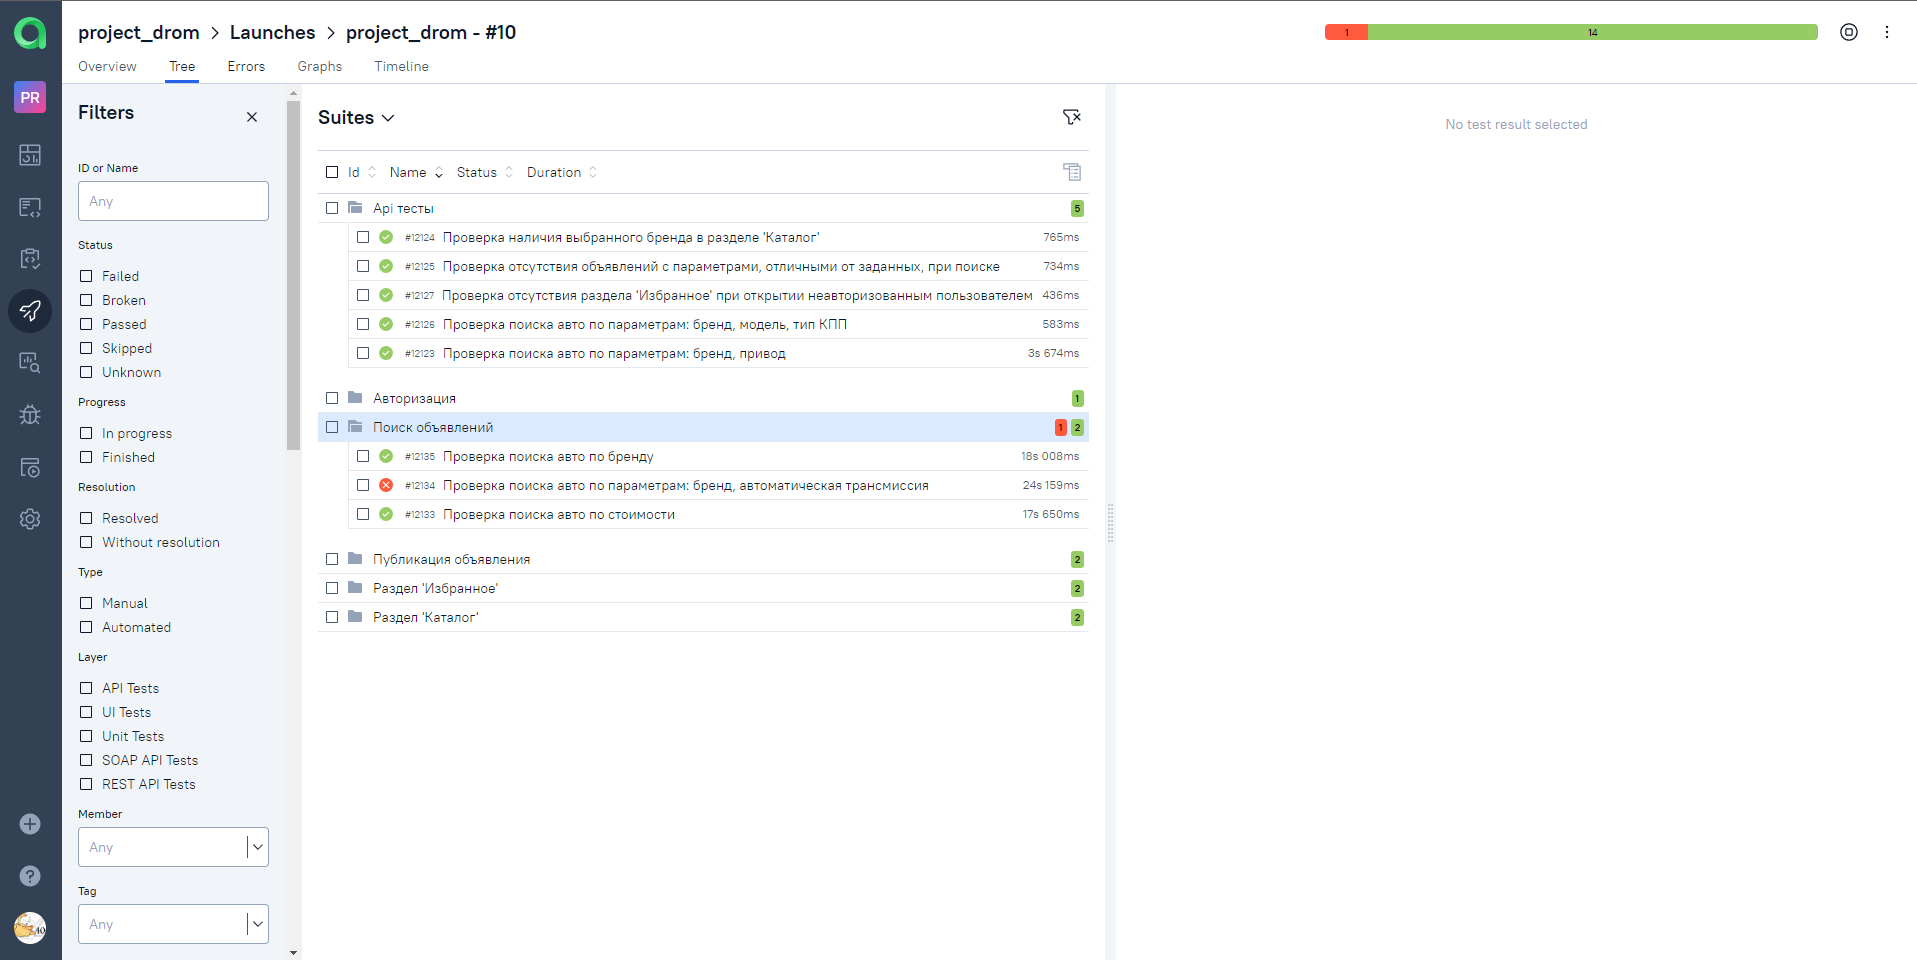 project_drom > Launches > project_drom - #10
1
14
Overview Tree Errors Graphs Timeline
PR
Filters
ID or Name
Any
Status
Failed
Broken
Passed
Skipped
Unknown
Progress
In progress
Finished
Resolution
Resolved
Without resolution
Type
Manual
Automated
Layer
API Tests
UI Tests
Unit Tests
SOAP API Tests
REST API Tests
Member
Any
Tag
Any
Suites
Id Name Status Duration
Api тесты 5
#12124 Проверка наличия выбранного бренда в разделе 'Каталог' 765ms
#12125 Проверка отсутствия объявлений с параметрами, отличными от заданных, при поиске 734ms
#12127 Проверка отсутствия раздела 'Избранное' при открытии неавторизованным пользователем 436ms
#12126 Проверка поиска авто по параметрам: бренд, модель, тип КПП 583ms
#12123 Проверка поиска авто по параметрам: бренд, привод 3s 674ms
Авторизация 1
Поиск объявлений 1 2
#12135 Проверка поиска авто по бренду 18s 008ms
#12134 Проверка поиска авто по параметрам: бренд, автоматическая трансмиссия 24s 159ms
#12133 Проверка поиска авто по стоимости 17s 650ms
Публикация объявления 2
Раздел 'Избранное' 2
Раздел 'Каталог' 2
No test result selected